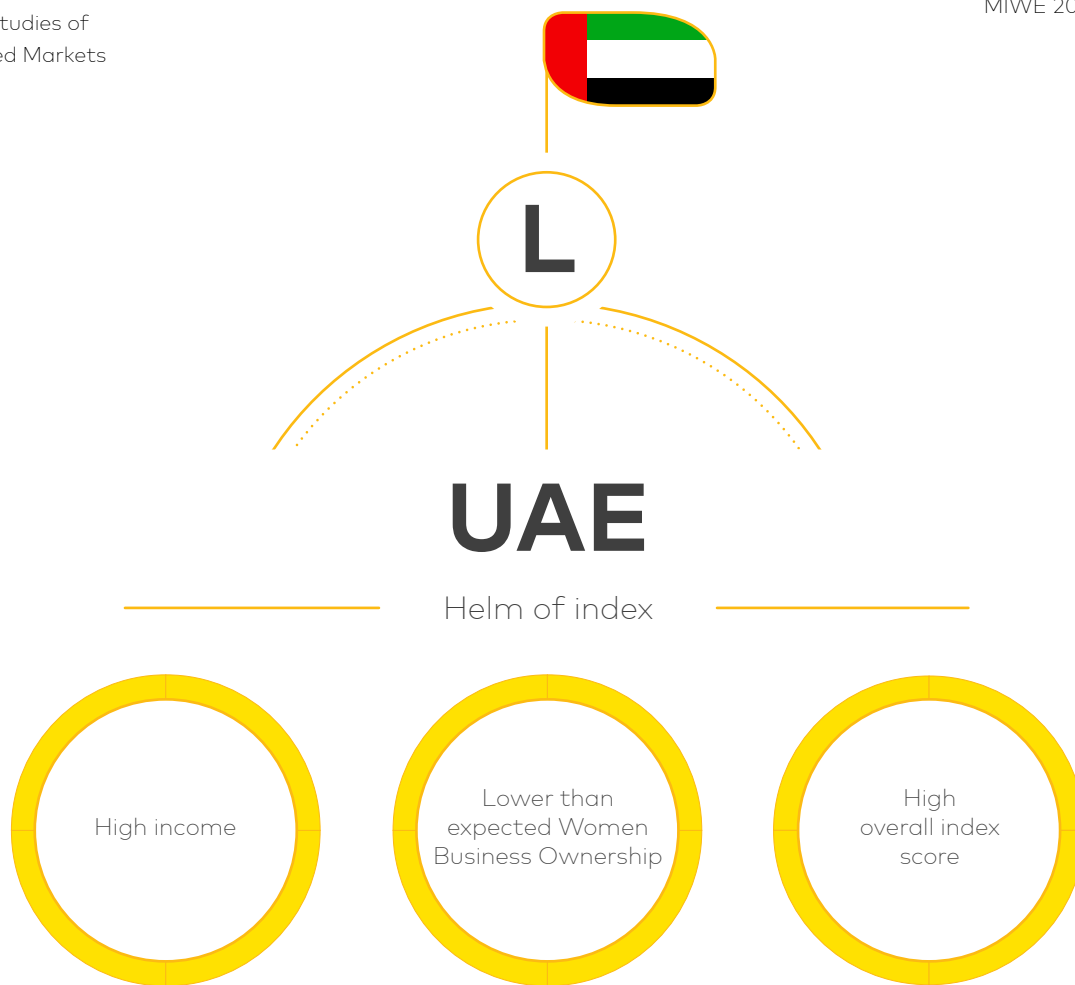 tudies of
ed Markets
MIWE 20
L
UAE
Helm of index
High income
Lower than
expected Women
Business Ownership
High
overall index
score